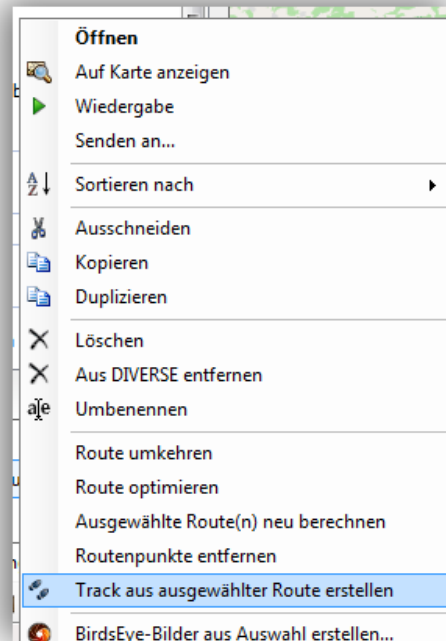 Öffnen
Auf Karte anzeigen
Wiedergabe
Senden an...
Sortieren nach
Ausschneiden
Kopieren
Duplizieren
Löschen
Aus DIVERSE entfernen
Umbenennen
Route umkehren
Route optimieren
Ausgewählte Route(n) neu berechnen
Routenpunkte entfernen
Track aus ausgewählter Route erstellen
BirdsEye-Bilder aus Auswahl erstellen...